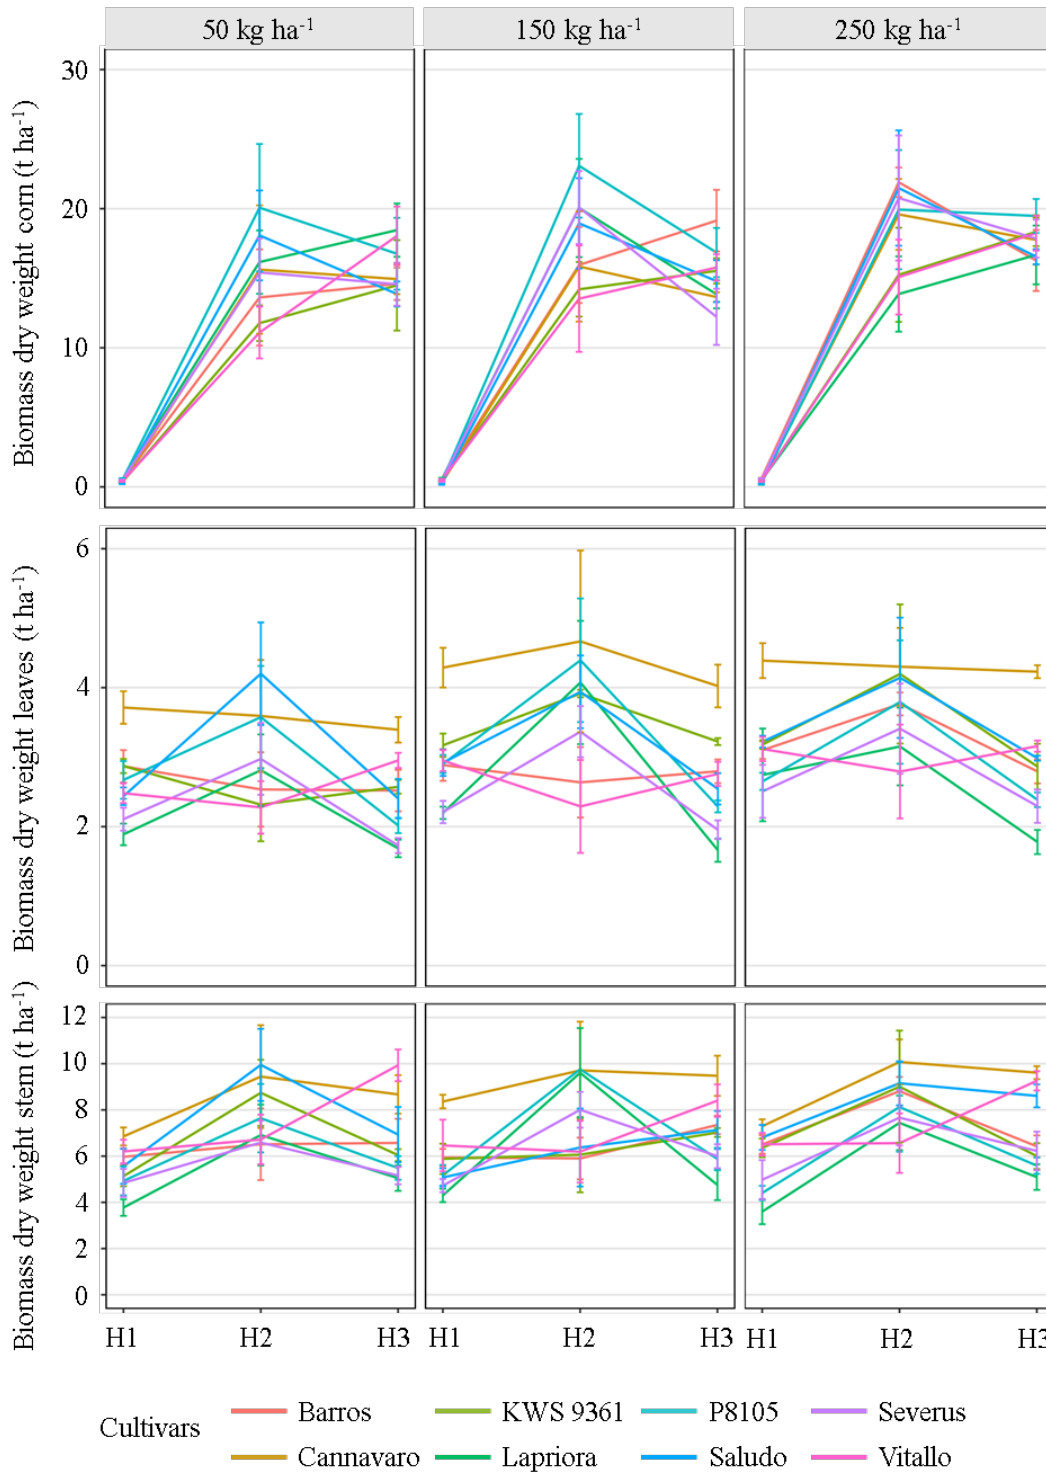 50 kg ha⁻¹ 150 kg ha⁻¹ 250 kg ha⁻¹
Biomass dry weight corn (t ha⁻¹)
30
20
10
0
Biomass dry weight leaves (t ha⁻¹)
6
4
2
0
Biomass dry weight stem (t ha⁻¹)
12
10
8
6
4
2
0
H1 H2 H3 H1 H2 H3 H1 H2 H3
Cultivars
Barros KWS 9361 P8105 Severus
Cannavaro Lapriora Saludo Vitallo